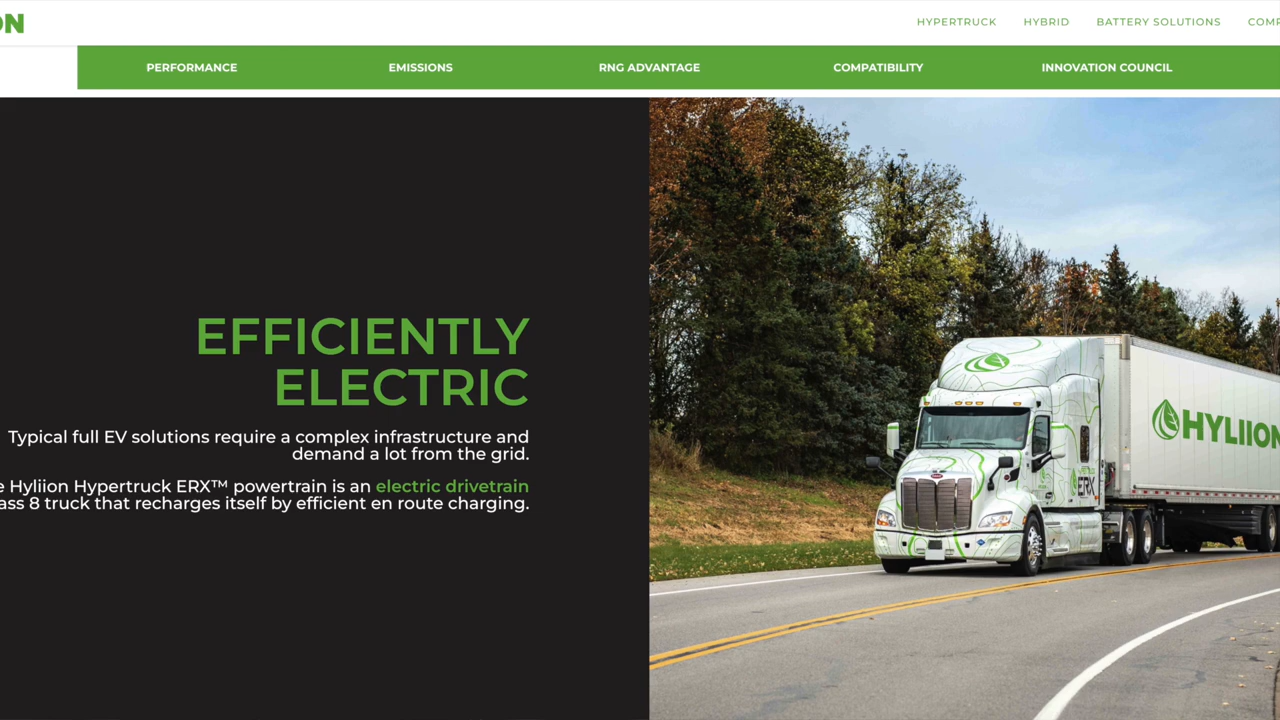 ON
HYPERTRUCK HYBRID BATTERY SOLUTIONS
PERFORMANCE EMISSIONS RNG ADVANTAGE COMPATIBILITY INNOVATION COUNCIL
EFFICIENTLY
ELECTRIC
Typical full EV solutions require a complex infrastructure and
demand a lot from the grid.
Hyliion Hypertruck ERX™ powertrain is an electric drivetrain
8 truck that recharges itself by efficient en route charging.
HYLIION
ERX